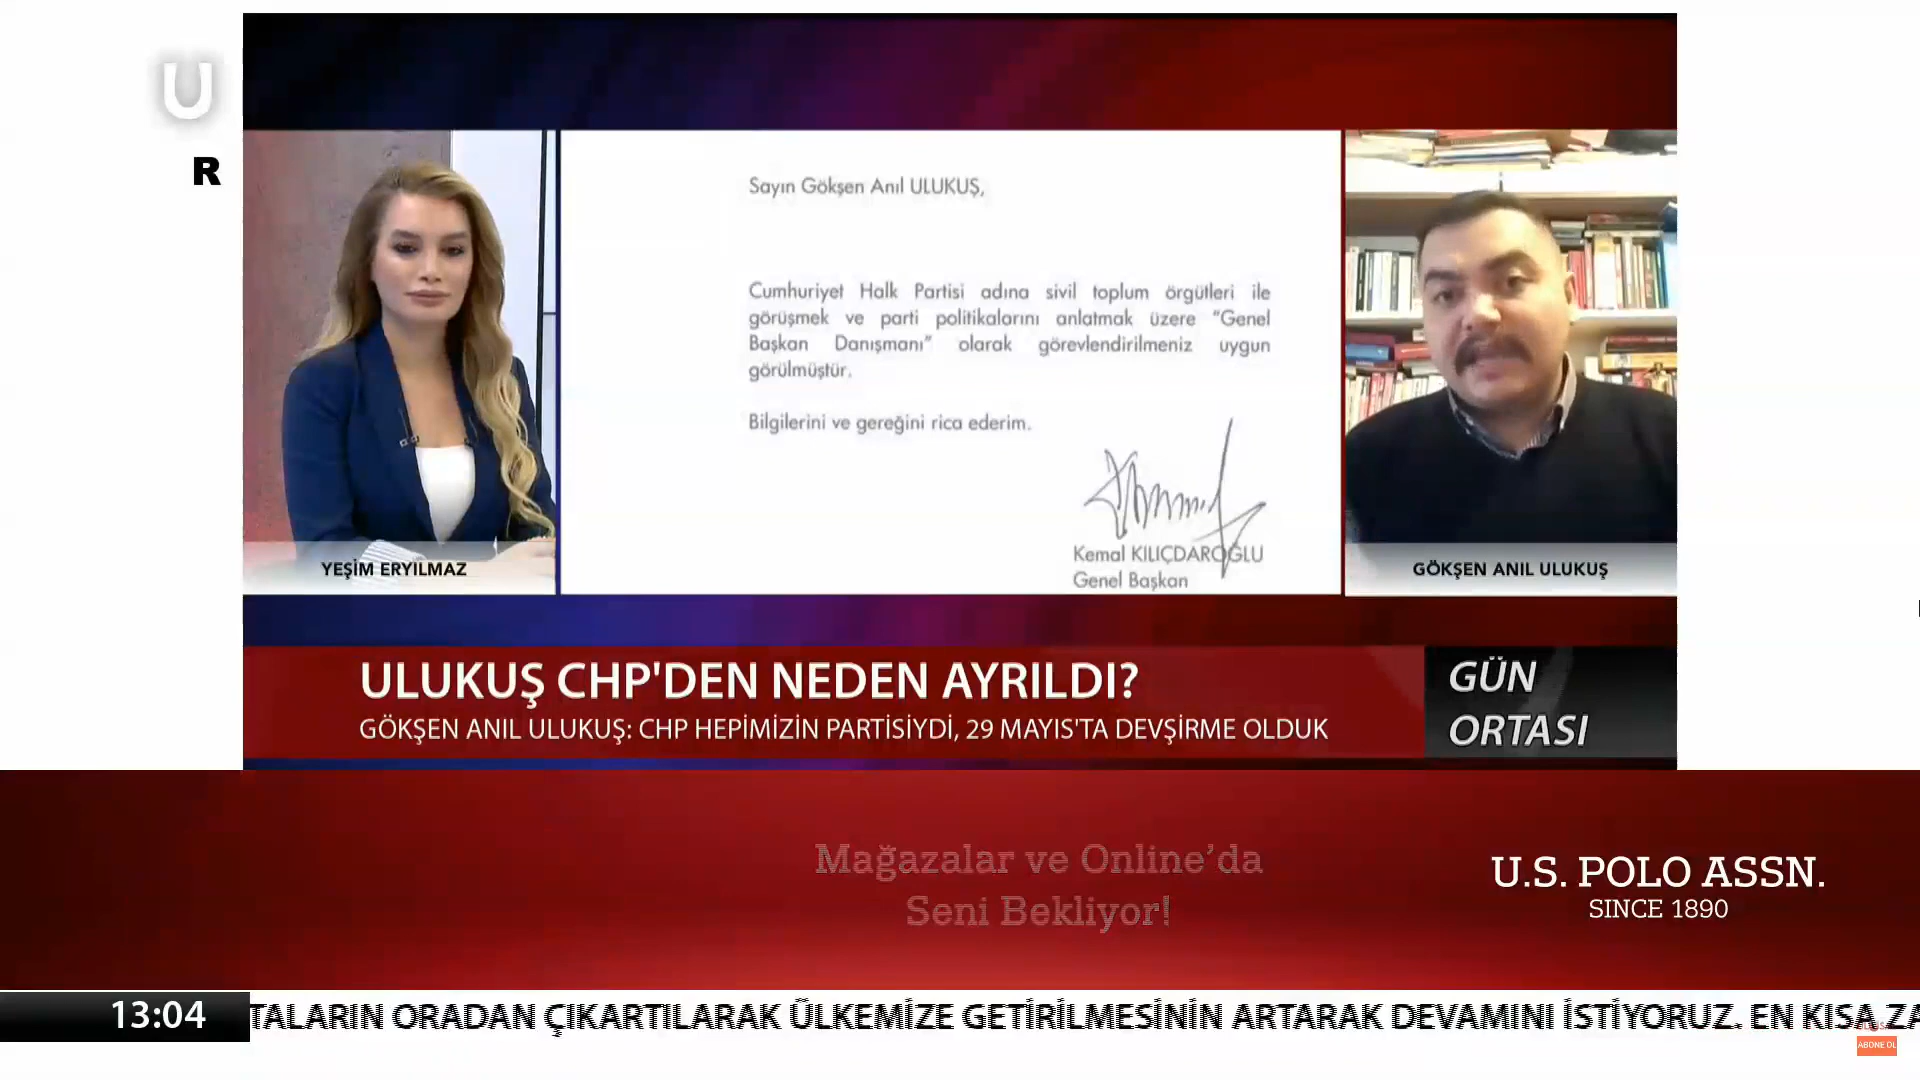 U
R
Sayın Gökşen Anıl ULUKUŞ,
Cumhuriyet Halk Partisi adına sivil toplum örgütleri ile
görüşmek ve parti politikalarını anlatmak üzere “Genel
Başkan Danışmanı” olarak görevlendirilmeniz uygun
görülmüştür.
Bilgilerini ve gereğini rica ederim.
Kemal KILIÇDAROĞLU
Genel Başkan
YEŞİM ERYILMAZ
GÖKŞEN ANIL ULUKUŞ
ULUKUŞ CHP'DEN NEDEN AYRILDI?
GÖKŞEN ANIL ULUKUŞ: CHP HEPİMİZİN PARTİSİYDİ, 29 MAYIS'TA DEVŞİRME OLDUK
GÜN
ORTASI
Mağazalar ve Online’da
Seni Bekliyor!
U.S. POLO ASSN.
SINCE 1890
13:04
TALARIN ORADAN ÇIKARTILARAK ÜLKEMİZE GETİRİLMESİNİN ARTARAK DEVAMINI İSTİYORUZ. EN KISA ZA
ABONE OL